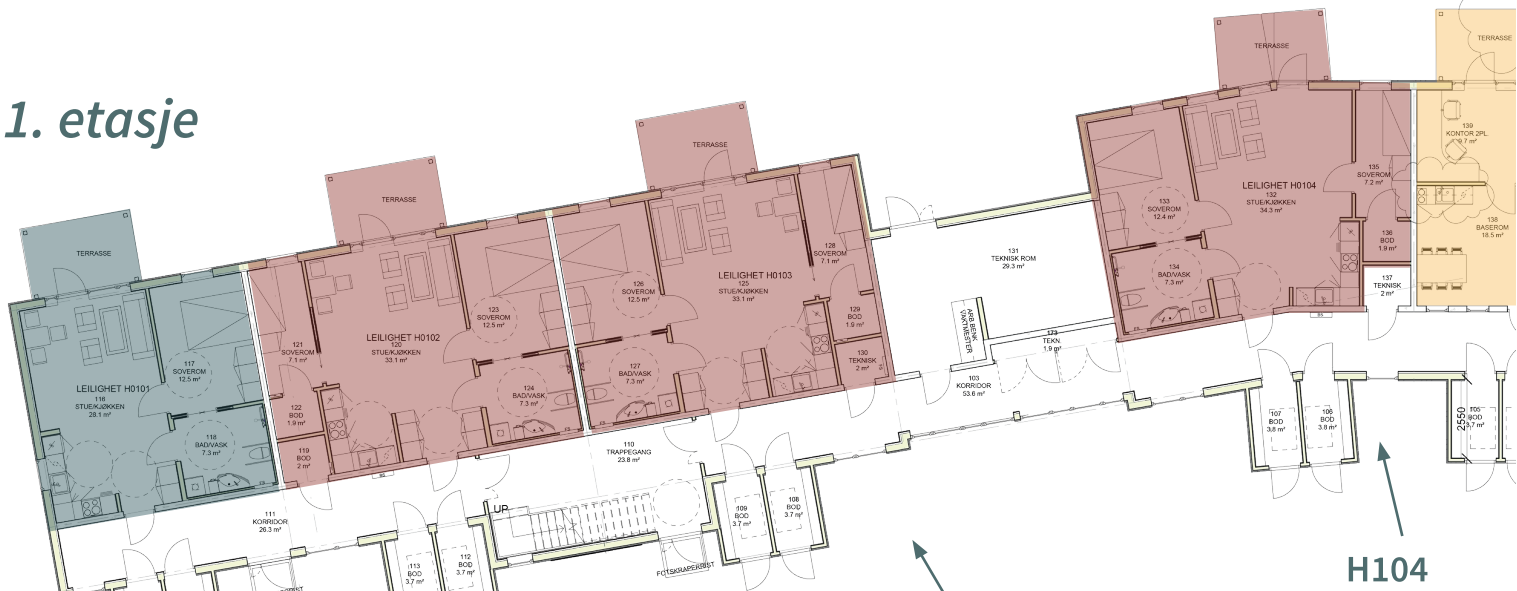 1. etasje
TERRASSE
LEILIGHET H0101
116
STUE/KJØKKEN
28.1 m²
117
SOVEROM
12.5 m²
118
BAD/VASK
7.3 m²
TERRASSE
121
SOVEROM
7.1 m²
122
BOD
1.9 m²
119
BOD
2 m²
LEILIGHET H0102
120
STUE/KJØKKEN
33.1 m²
123
SOVEROM
12.5 m²
124
BAD/VASK
7.3 m²
TERRASSE
126
SOVEROM
12.5 m²
127
BAD/VASK
7.3 m²
LEILIGHET H0103
125
STUE/KJØKKEN
33.1 m²
128
SOVEROM
7.1 m²
129
BOD
1.9 m²
130
TEKNISK
2 m²
131
TEKNISK ROM
29.3 m²
ARB.BENK
VAKTMESTER
173
TEKN.
1.9 m²
103
KORRIDOR
53.6 m²
TERRASSE
133
SOVEROM
12.4 m²
134
BAD/VASK
7.3 m²
LEILIGHET H0104
132
STUE/KJØKKEN
34.3 m²
135
SOVEROM
7.2 m²
136
BOD
1.9 m²
137
TEKNISK
2 m²
TERRASSE
139
KONTOR 2PL.
9.7 m²
138
BASEROM
18.5 m²
111
KORRIDOR
26.3 m²
110
TRAPPEGANG
23.8 m²
UP
113
BOD
3.7 m²
112
BOD
3.7 m²
FOTSKRAPERRIST
109
BOD
3.7 m²
108
BOD
3.7 m²
107
BOD
3.8 m²
106
BOD
3.8 m²
2550
105
BOD
3.7 m²
H104